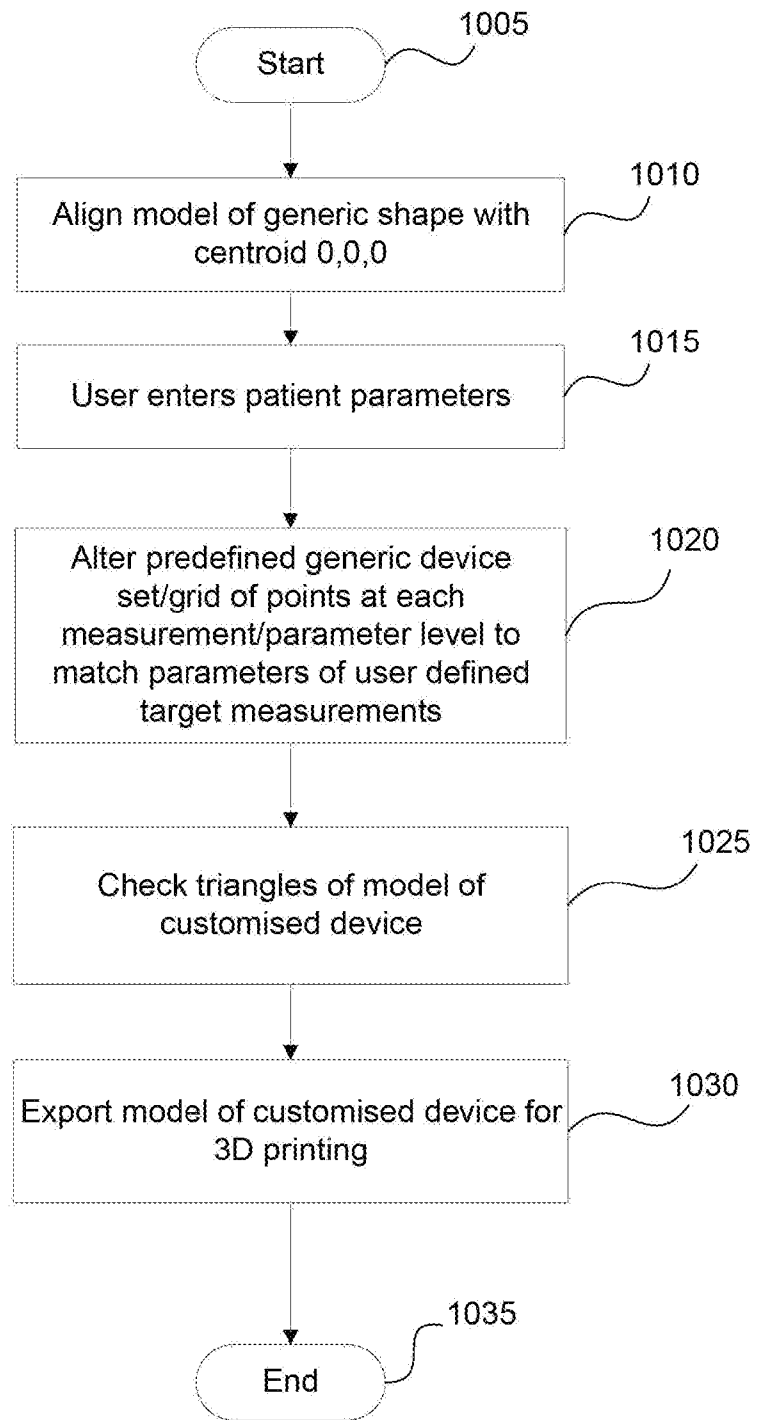 1005
Start
1010
Align model of generic shape with
centroid 0,0,0
1015
User enters patient parameters
1020
Alter predefined generic device
set/grid of points at each
measurement/parameter level to
match parameters of user defined
target measurements
1025
Check triangles of model of
customised device
1030
Export model of customised device for
3D printing
1035
End